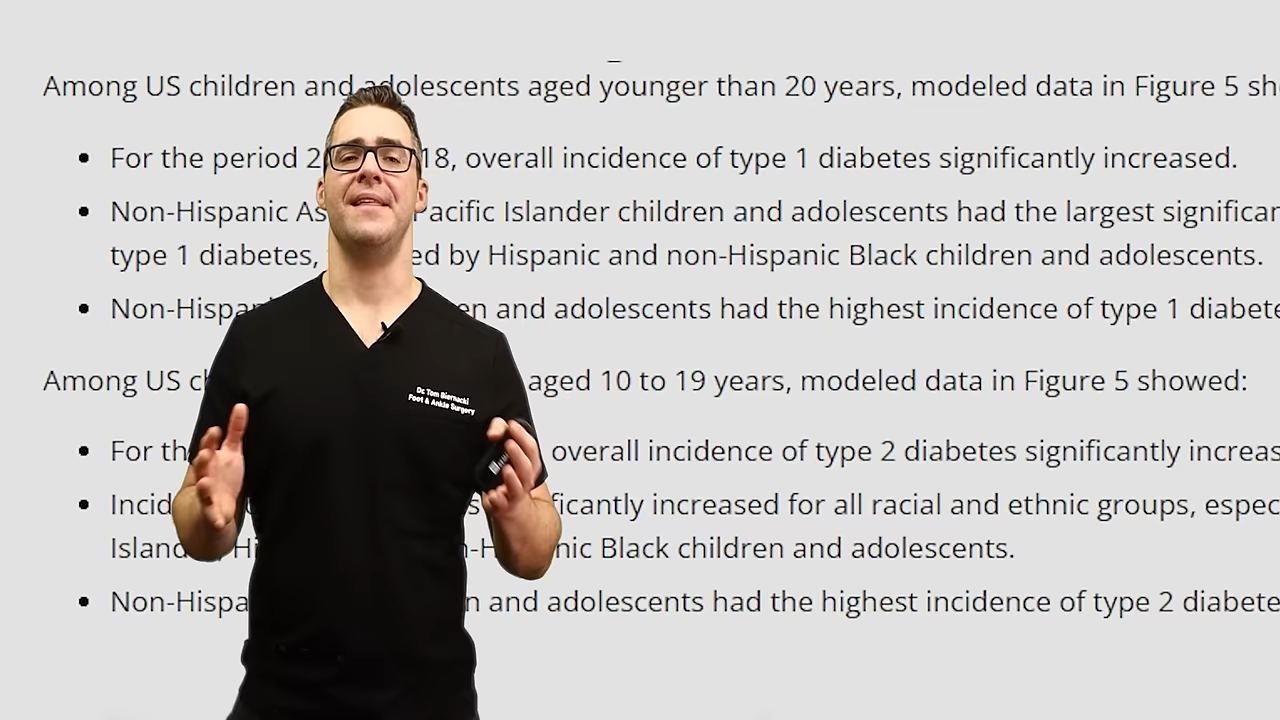 Among US children and adolescents aged younger than 20 years, modeled data in Figure 5 sh
For the period 2 18, overall incidence of type 1 diabetes significantly increased.
Non-Hispanic As Pacific Islander children and adolescents had the largest significan
type 1 diabetes, ed by Hispanic and non-Hispanic Black children and adolescents.
Non-Hispani en and adolescents had the highest incidence of type 1 diabete
Among US c aged 10 to 19 years, modeled data in Figure 5 showed:
For th overall incidence of type 2 diabetes significantly increas
Incid s ficantly increased for all racial and ethnic groups, espec
Island Hi n-H nic Black children and adolescents.
Non-Hispa n and adolescents had the highest incidence of type 2 diabete
Dr. Tom Biernacki
Foot & Ankle Surgery